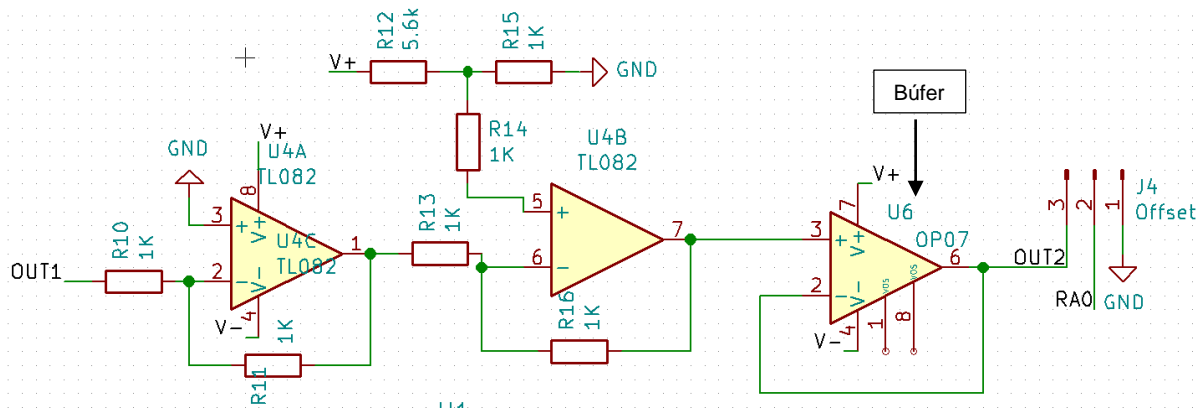 R12
5.6k
R15
1K
V+
GND
Búfer
R14
1K
U4B
TL082
GND
V+
U4A
TL082
8
3
+
V+
U4C
TL082
1
R13
1K
R10
1K
OUT1
2
-
V-
4
V-
1K
R11
5
+
7
6
-
R16
1K
V+
7
U6
OP07
3
+
V+
6
2
-
V-
4
V-
VOS
VOS
1
8
OUT2
3
2
1
J4
Offset
RA0
GND